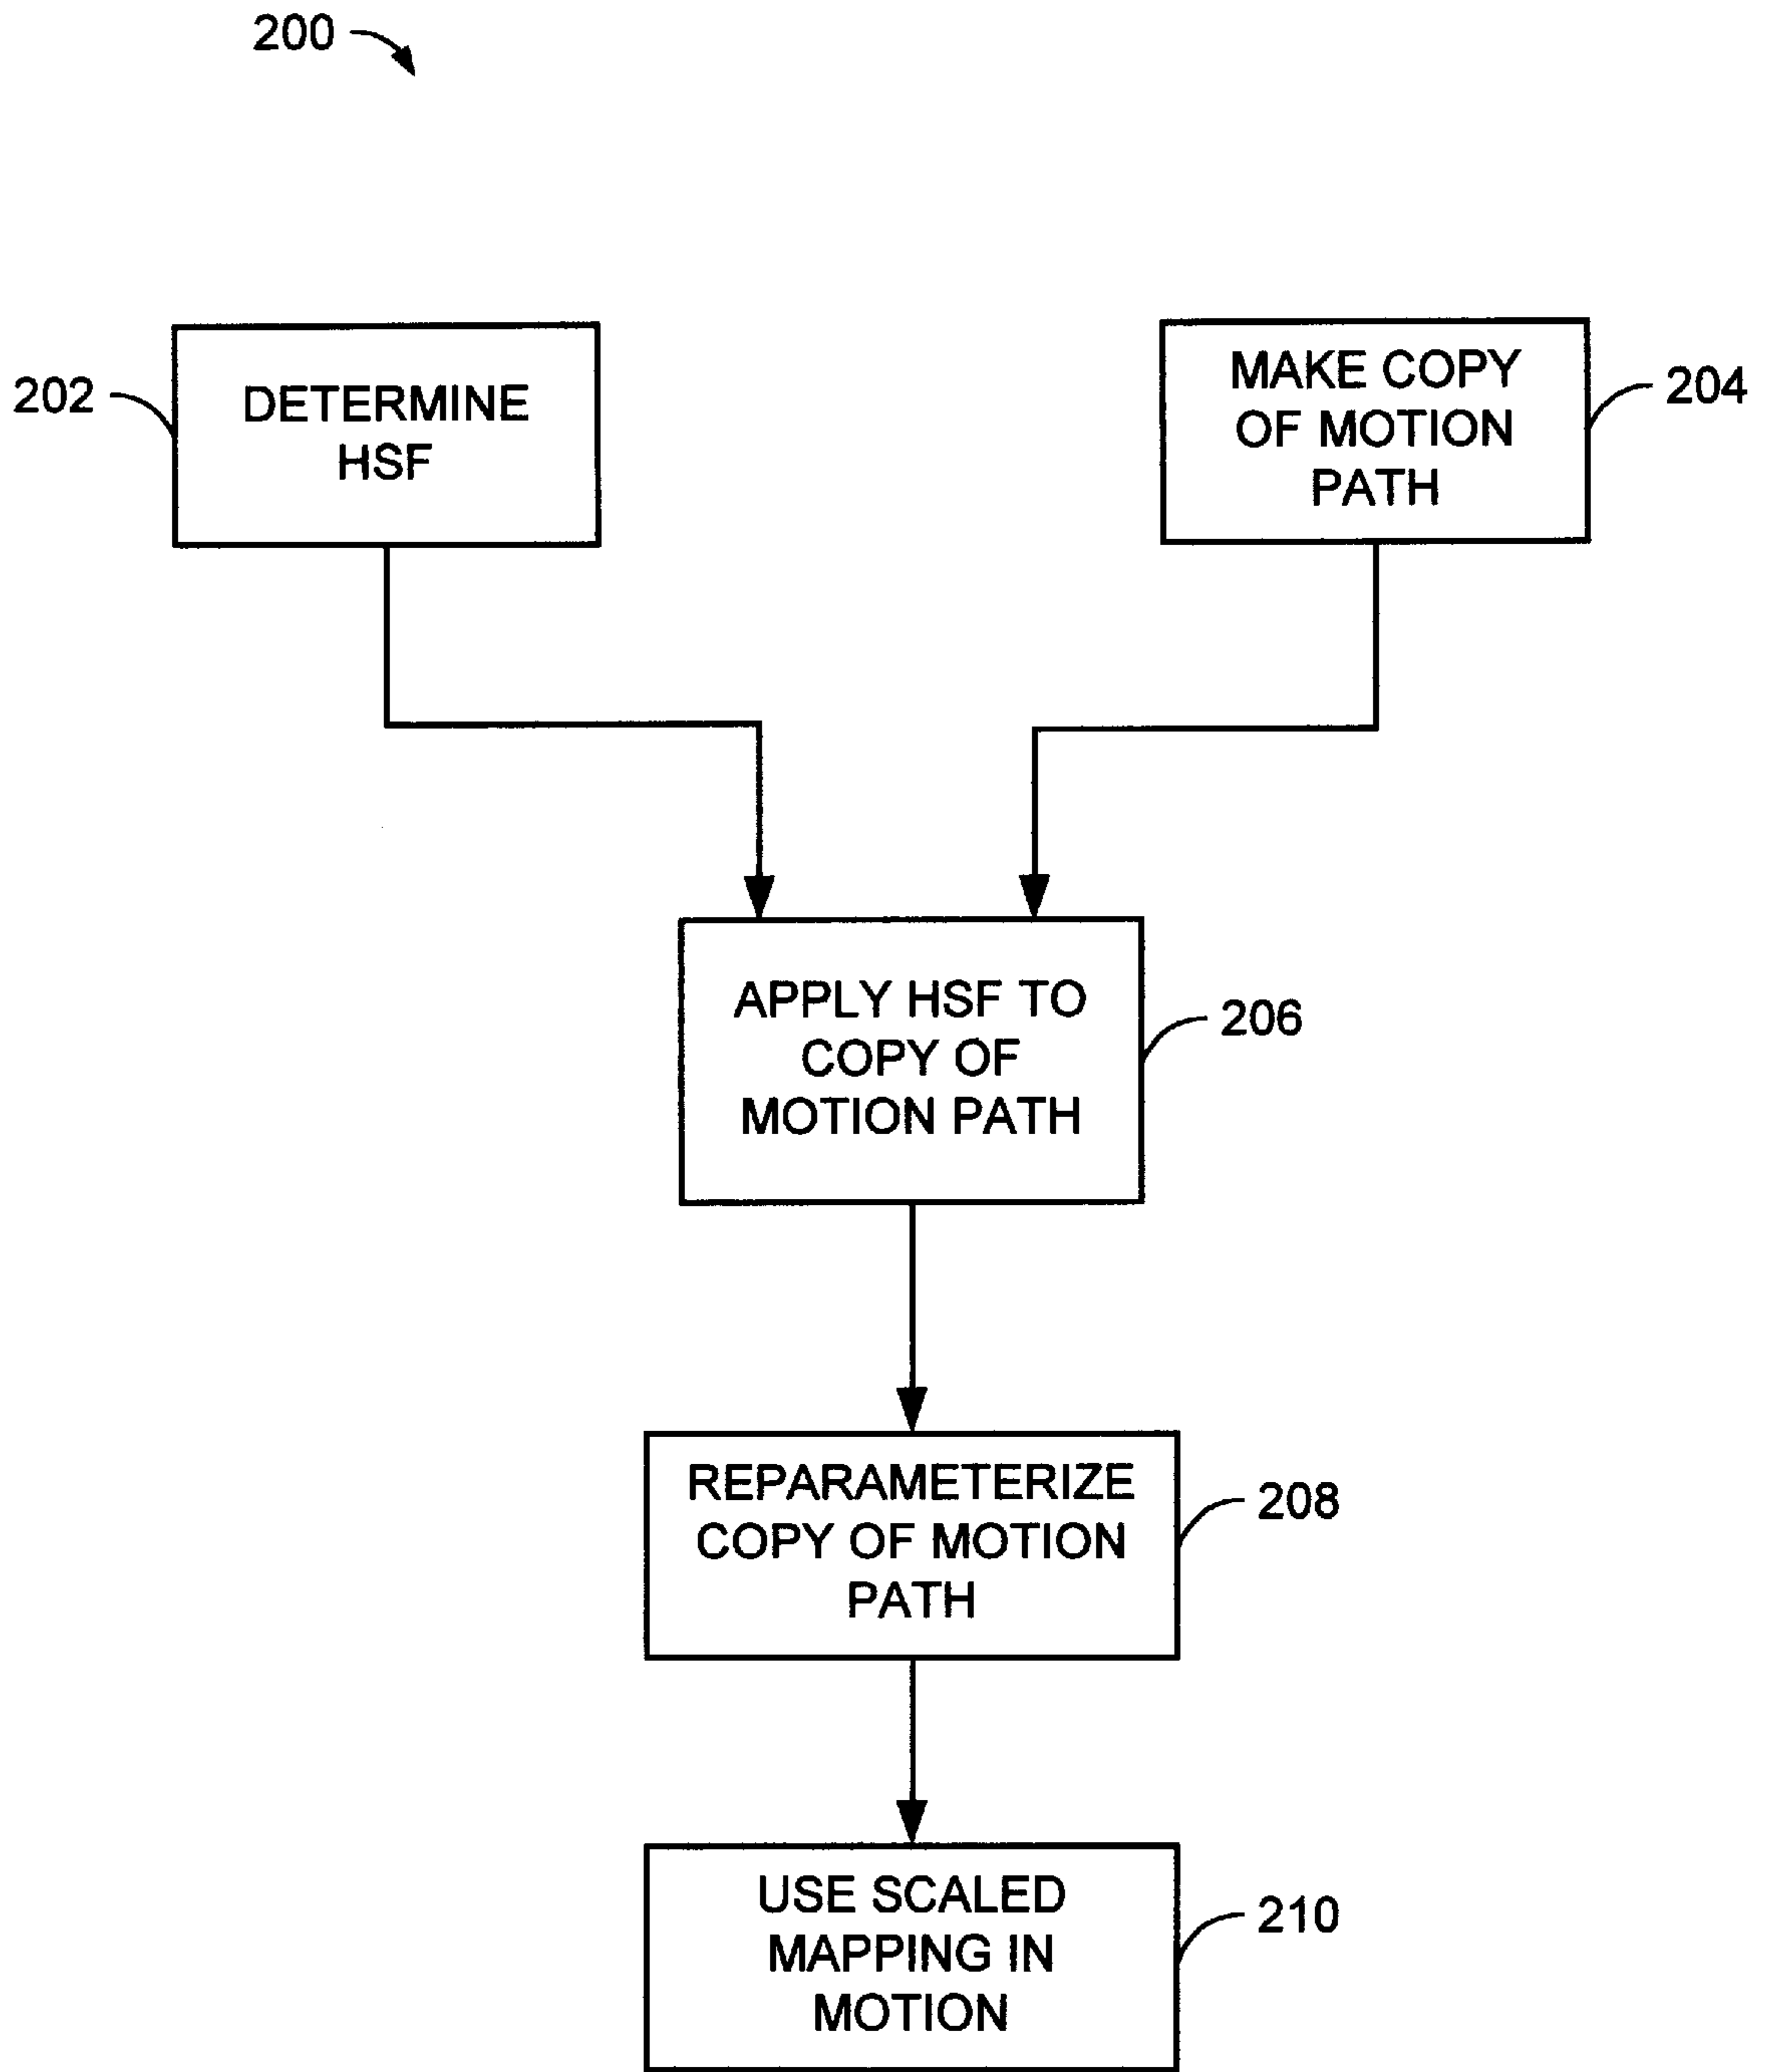 200
202
DETERMINE
HSF
MAKE COPY
OF MOTION
PATH
204
APPLY HSF TO
COPY OF
MOTION PATH
206
REPARAMETERIZE
COPY OF MOTION
PATH
208
USE SCALED
MAPPING IN
MOTION
210